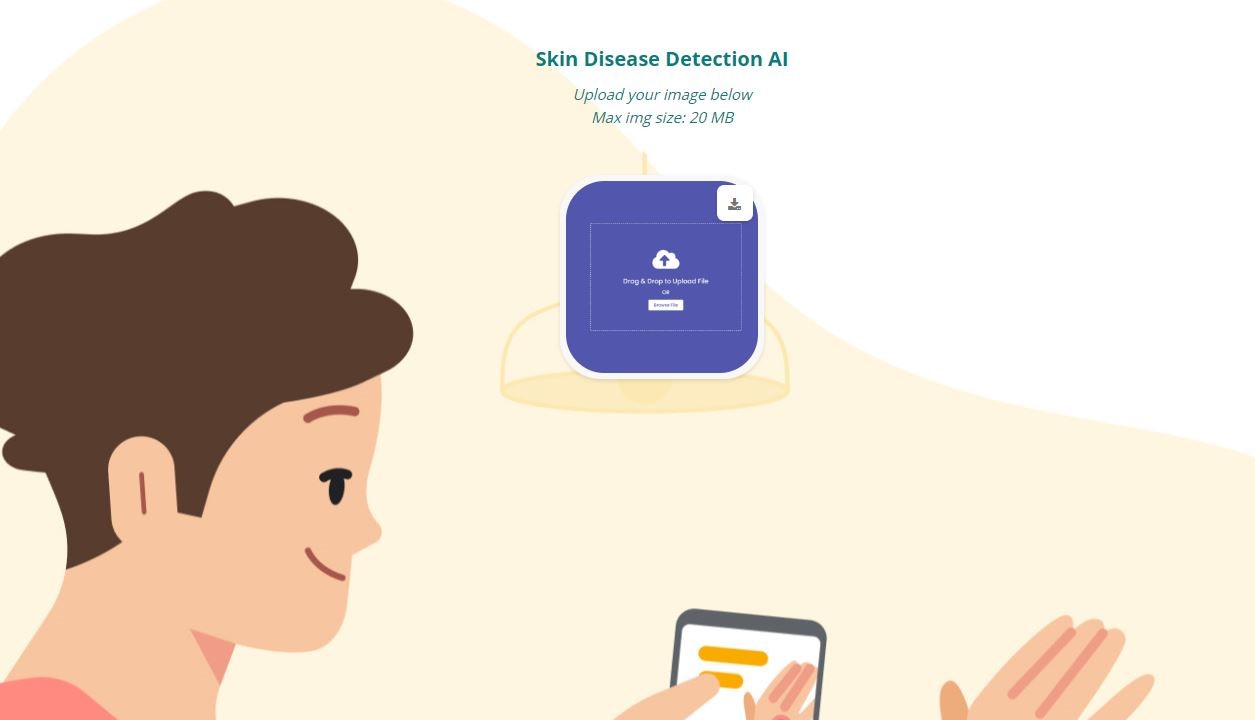 Skin Disease Detection AI
Upload your image below
Max img size: 20 MB
Drag & Drop to Upload File
OR
Browse File